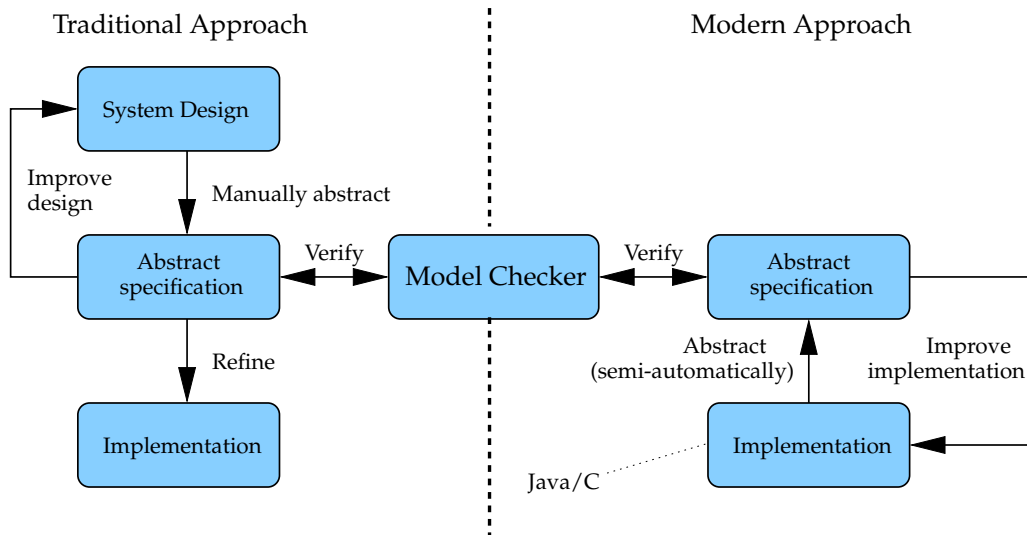 Traditional Approach
Modern Approach
System Design
Improve
design
Manually abstract
Abstract
specification
Verify
Model Checker
Verify
Abstract
specification
Refine
Abstract
(semi-automatically)
Improve
implementation
Implementation
Implementation
Java/C